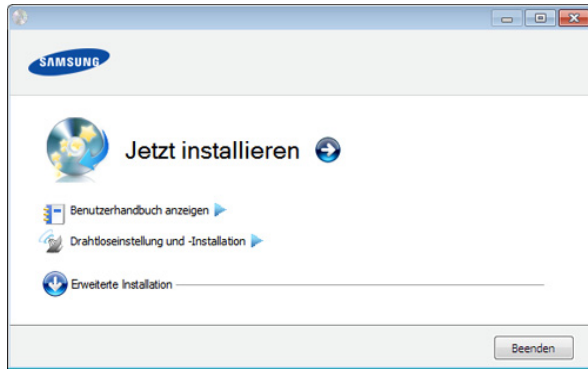 SAMSUNG
Jetzt installieren
Benutzerhandbuch anzeigen
Drahtloseinstellung und -Installation
Erweiterte Installation
Beenden